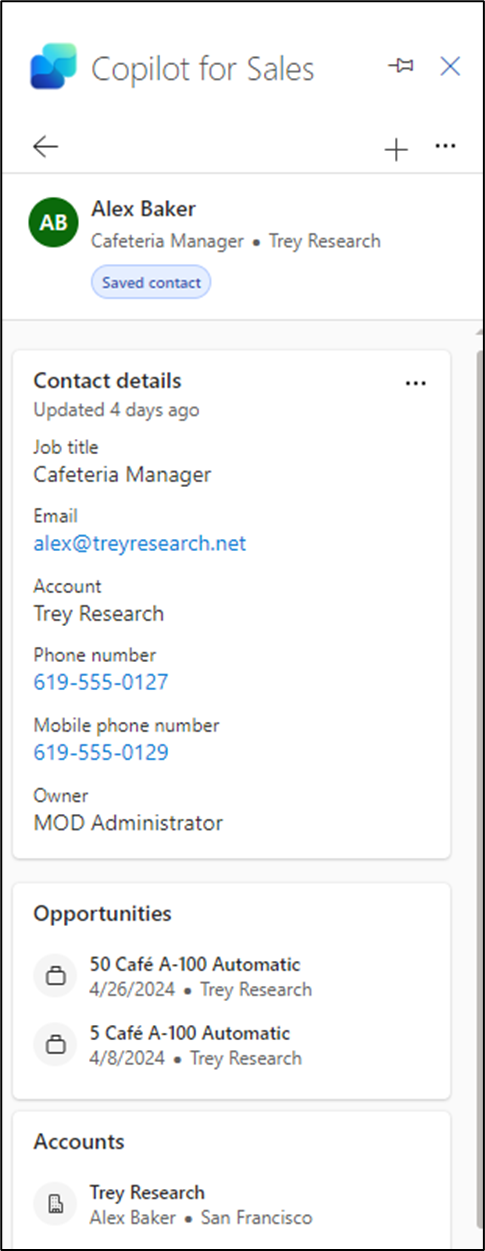 Copilot for Sales
AB
Alex Baker
Cafeteria Manager • Trey Research
Saved contact
Contact details
Updated 4 days ago
Job title
Cafeteria Manager
Email
alex@treyresearch.net
Account
Trey Research
Phone number
619-555-0127
Mobile phone number
619-555-0129
Owner
MOD Administrator
Opportunities
50 Café A-100 Automatic
4/26/2024 • Trey Research
5 Café A-100 Automatic
4/8/2024 • Trey Research
Accounts
Trey Research
Alex Baker • San Francisco